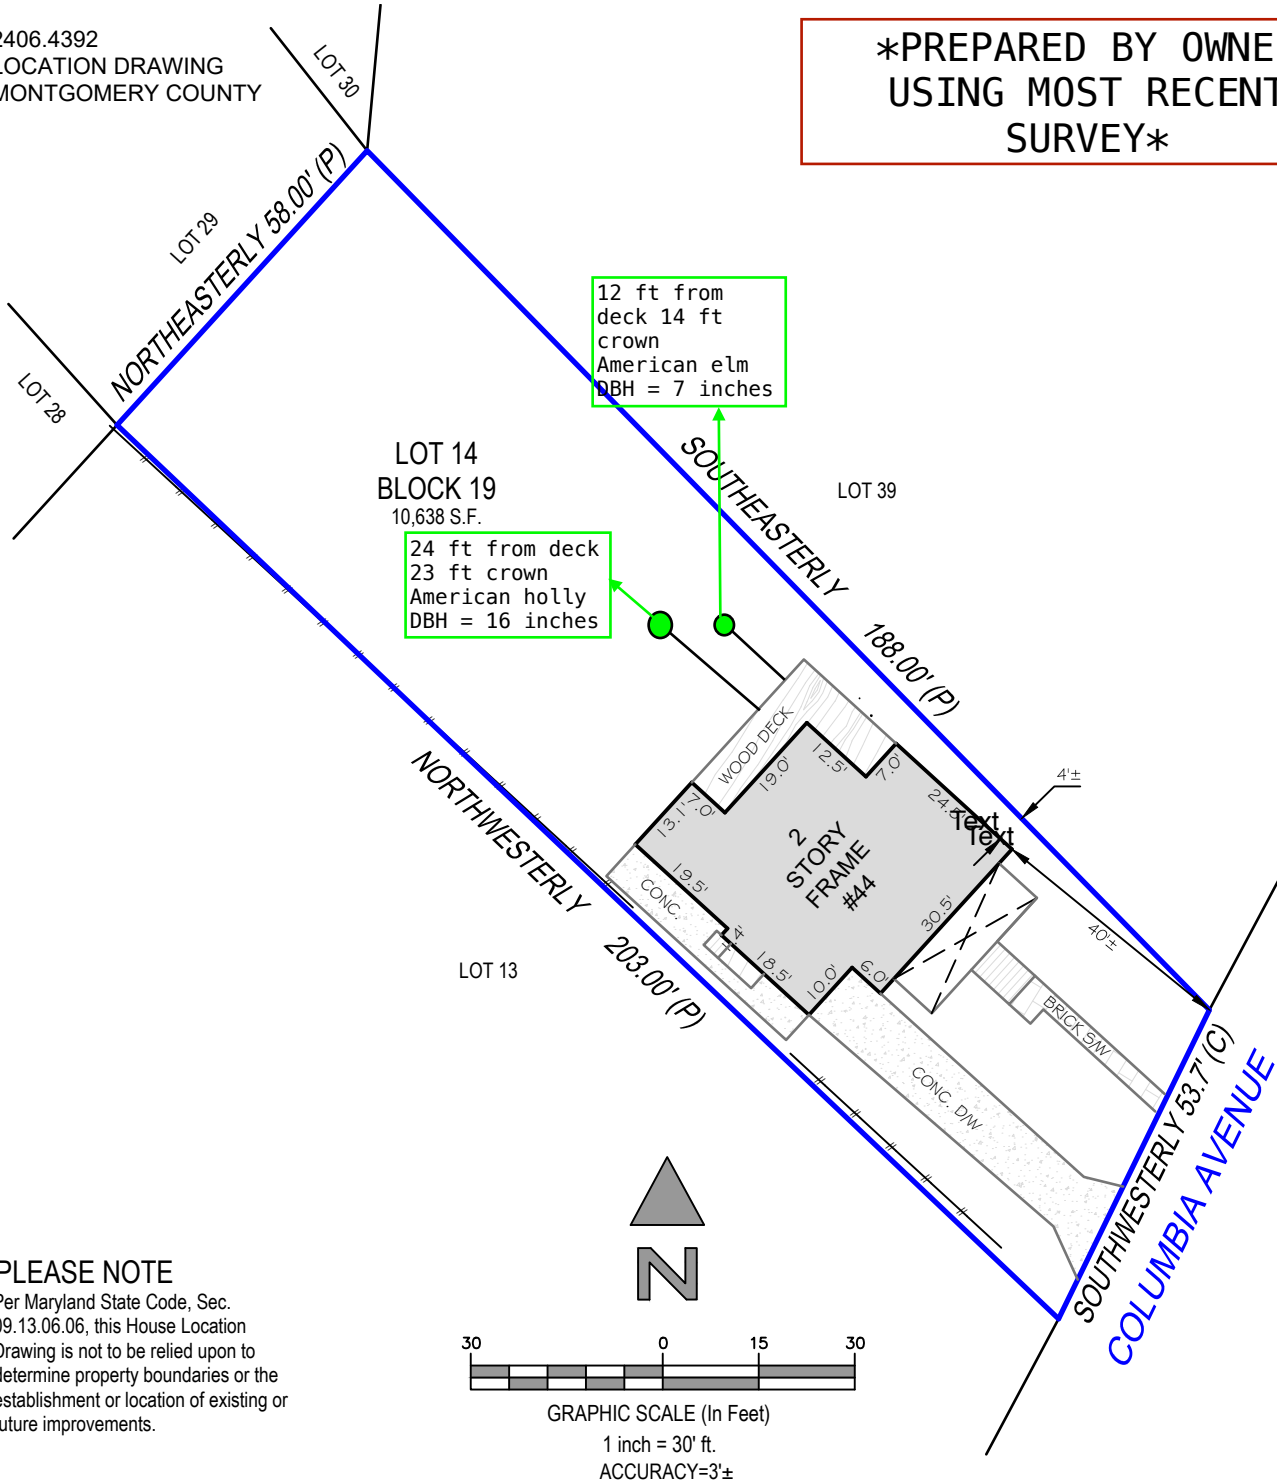 LOCATION DRAWING
MONTGOMERY COUNTY
*PREPARED BY
USING MOST RECENT
SURVEY*
LOT 30
LOT 29
NORTHEASTERLY 58.00' (P)
LOT 28
12 ft from
deck 14 ft
crown
American elm
DBH = 7 inches
LOT 14
BLOCK 19
10,638 S.F.
SOUTHEASTERLY 188.00' (P)
LOT 39
24 ft from deck
23 ft crown
American holly
DBH = 16 inches
WOOD DECK
12.5'
7.0'
19.0'
7.0'
13.1'
24.5'
Text
Text
4'±
2
STORY
FRAME
#44
NORTHWESTERLY 203.00' (P)
19.5'
CONC.
18.5'
10.0'
6.0'
30.5'
40'±
LOT 13
BRICK S/W
CONC. D/W
SOUTHWESTERLY 53.7' (C)
COLUMBIA AVENUE
N
PLEASE NOTE
Per Maryland State Code, Sec.
09.13.06.06, this House Location
Drawing is not to be relied upon to
determine property boundaries or the
establishment or location of existing or
future improvements.
30 0 15 30
GRAPHIC SCALE (In Feet)
1 inch = 30' ft.
ACCURACY=3'±